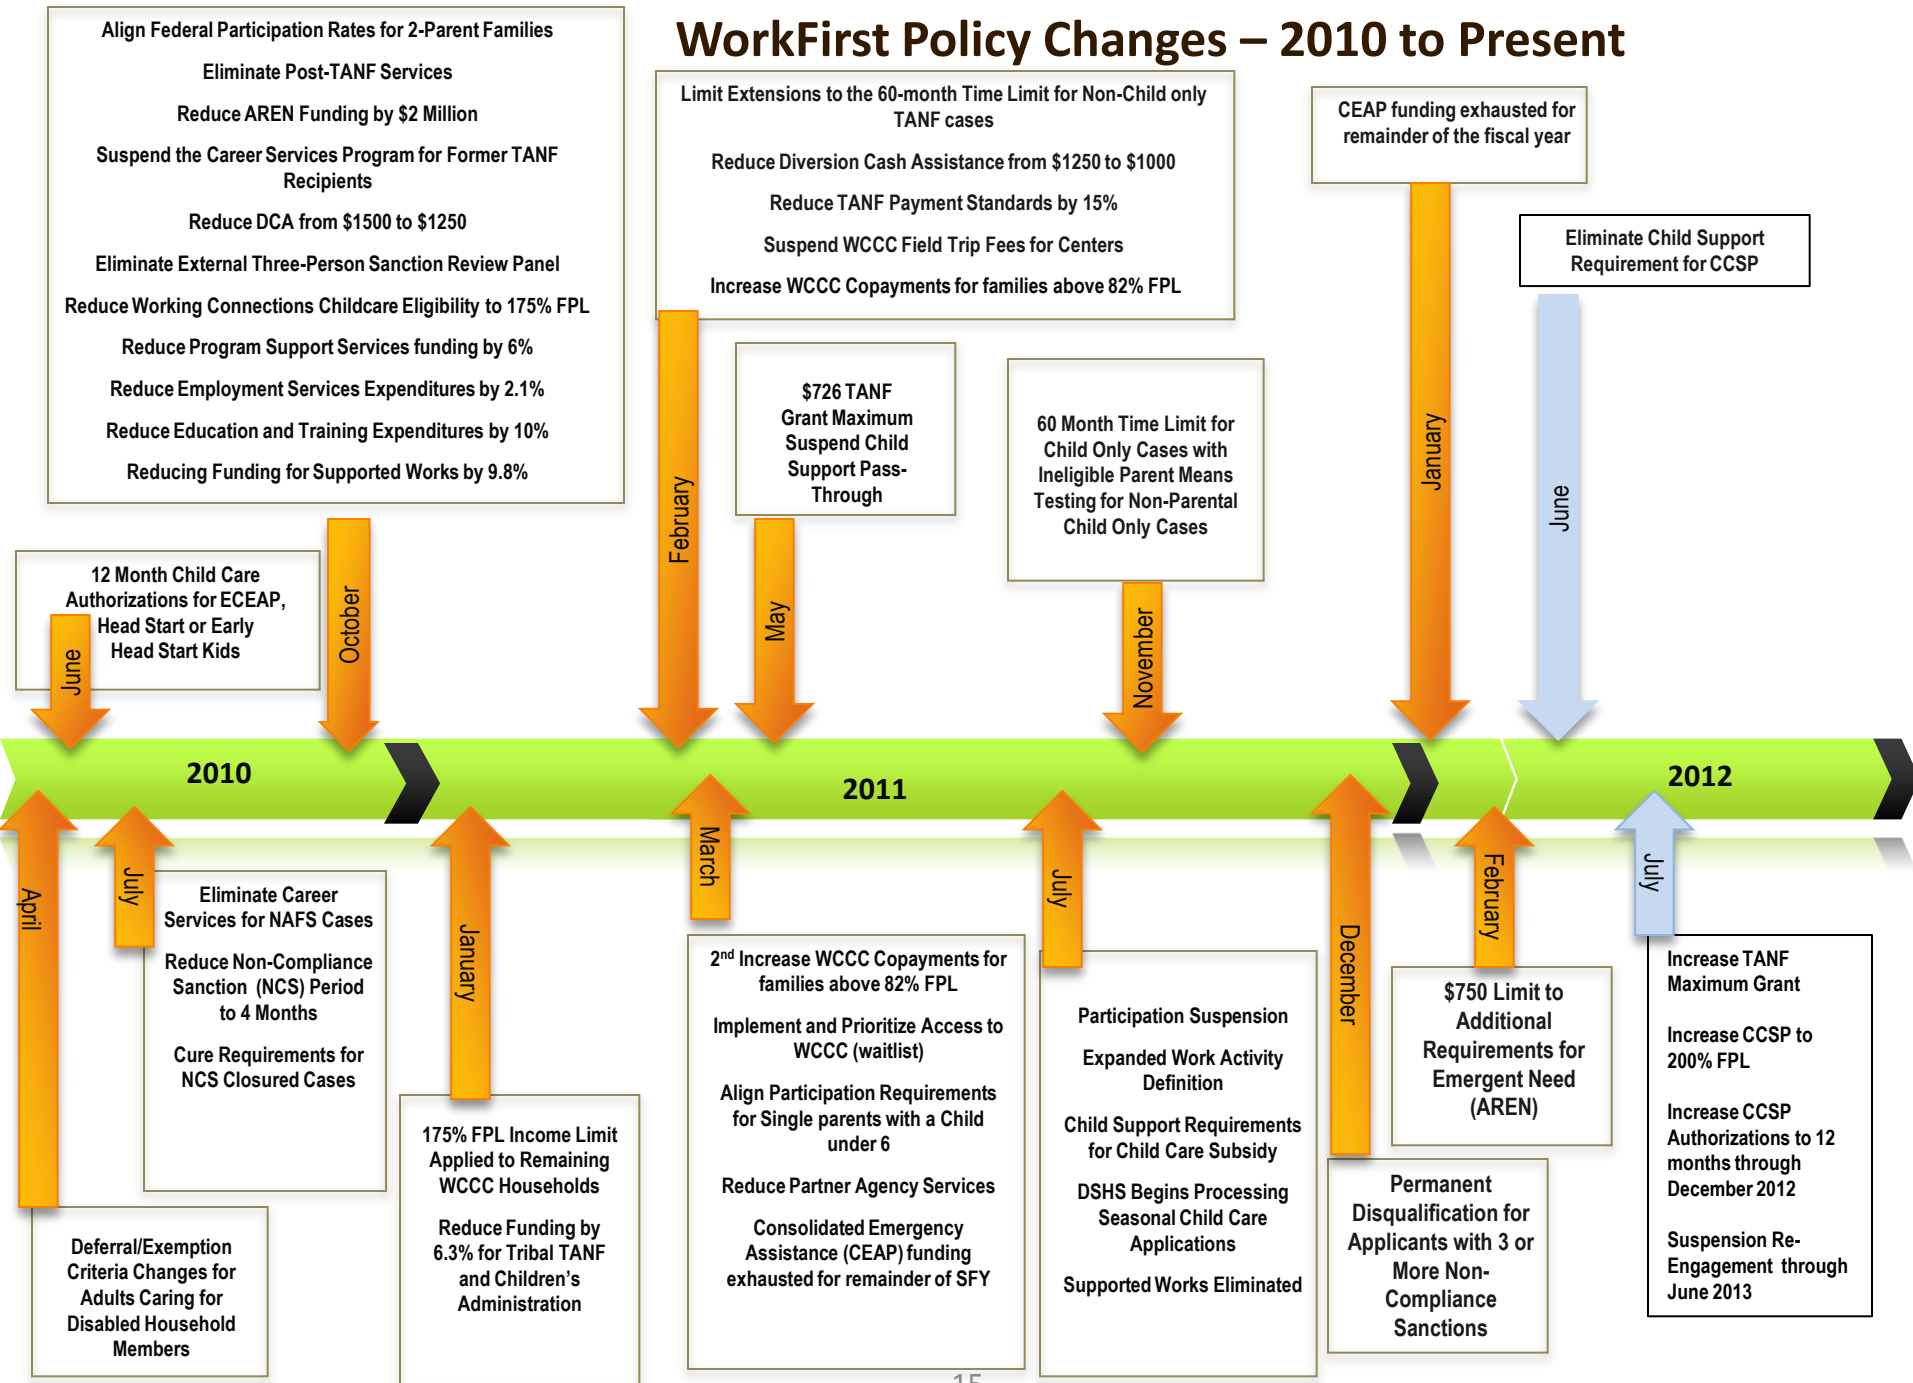 WorkFirst Policy Changes – 2010 to Present
Align Federal Participation Rates for 2-Parent Families
Eliminate Post-TANF Services
Reduce AREN Funding by $2 Million
Suspend the Career Services Program for Former TANF
Recipients
Reduce DCA from $1500 to $1250
Eliminate External Three-Person Sanction Review Panel
Reduce Working Connections Childcare Eligibility to 175% FPL
Reduce Program Support Services funding by 6%
Reduce Employment Services Expenditures by 2.1%
Reduce Education and Training Expenditures by 10%
Reducing Funding for Supported Works by 9.8%
Limit Extensions to the 60-month Time Limit for Non-Child only
TANF cases
Reduce Diversion Cash Assistance from $1250 to $1000
Reduce TANF Payment Standards by 15%
Suspend WCCC Field Trip Fees for Centers
Increase WCCC Copayments for families above 82% FPL
CEAP funding exhausted for
remainder of the fiscal year
Eliminate Child Support
Requirement for CCSP
$726 TANF
Grant Maximum
Suspend Child
Support Pass-
Through
60 Month Time Limit for
Child Only Cases with
Ineligible Parent Means
Testing for Non-Parental
Child Only Cases
12 Month Child Care
Authorizations for ECEAP,
Head Start or Early
Head Start Kids
June
October
February
May
November
January
June
2010
2011
2012
April
July
January
March
July
December
February
July
Eliminate Career
Services for NAFS Cases
Reduce Non-Compliance
Sanction (NCS) Period
to 4 Months
Cure Requirements for
NCS Closured Cases
Deferral/Exemption
Criteria Changes for
Adults Caring for
Disabled Household
Members
175% FPL Income Limit
Applied to Remaining
WCCC Households
Reduce Funding by
6.3% for Tribal TANF
and Children's
Administration
2nd Increase WCCC Copayments for
families above 82% FPL
Implement and Prioritize Access to
WCCC (waitlist)
Align Participation Requirements
for Single parents with a Child
under 6
Reduce Partner Agency Services
Consolidated Emergency
Assistance (CEAP) funding
exhausted for remainder of SFY
Participation Suspension
Expanded Work Activity
Definition
Child Support Requirements
for Child Care Subsidy
DSHS Begins Processing
Seasonal Child Care
Applications
Supported Works Eliminated
Permanent
Disqualification for
Applicants with 3 or
More Non-
Compliance
Sanctions
$750 Limit to
Additional
Requirements for
Emergent Need
(AREN)
Increase TANF
Maximum Grant
Increase CCSP to
200% FPL
Increase CCSP
Authorizations to 12
months through
December 2012
Suspension Re-
Engagement through
June 2013
15